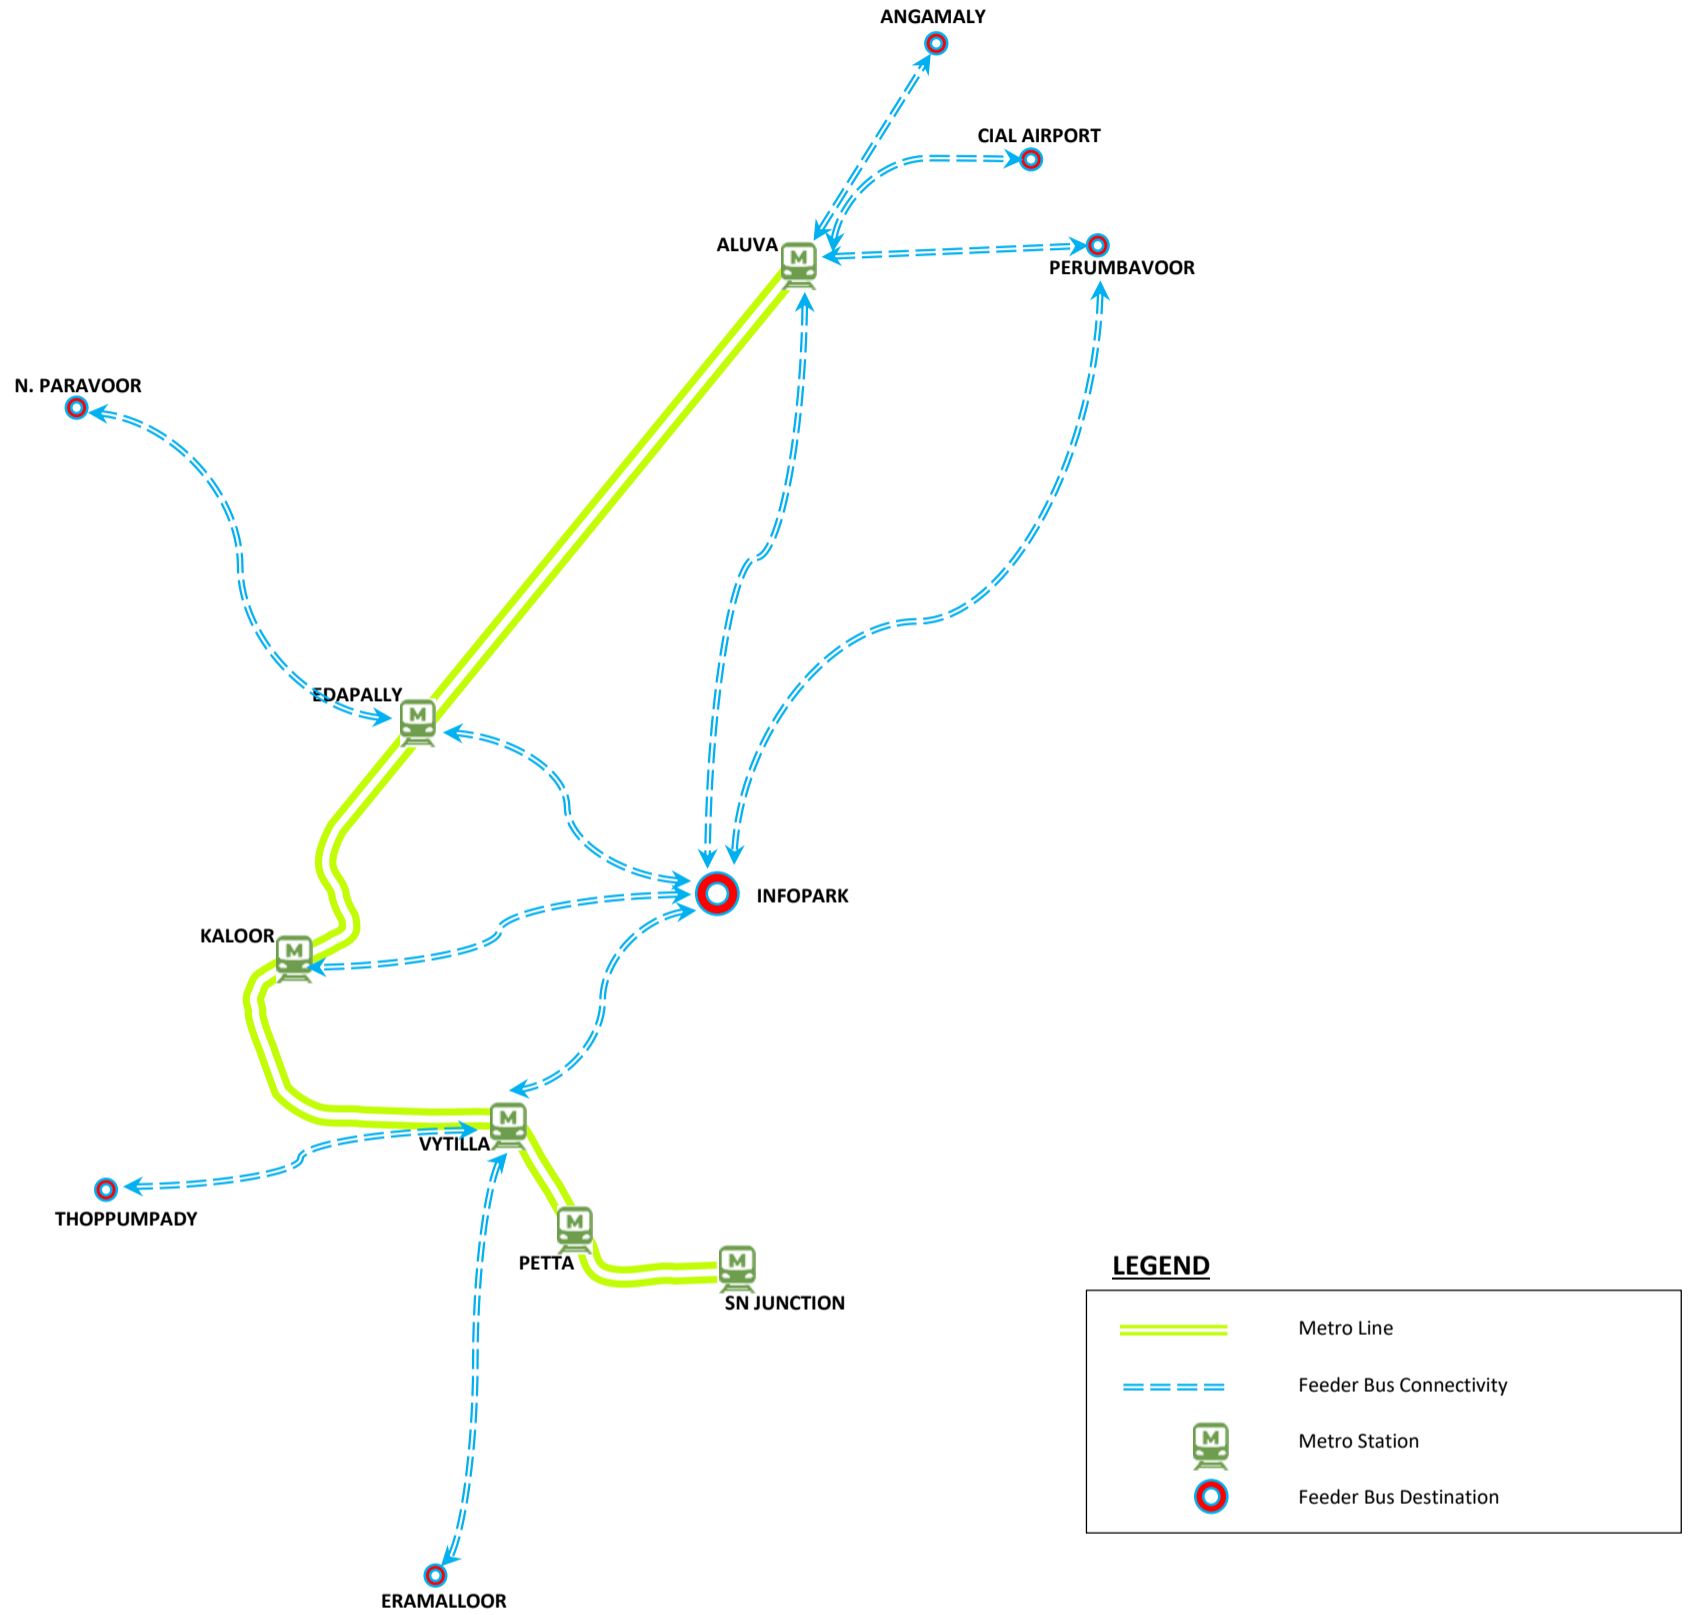 ANGAMALY
CIAL AIRPORT
ALUVA
M
PERUMBAVOOR
N. PARAVOOR
EDAPALLY
M
INFOPARK
KALOOR
M
M
VYTILLA
THOPPUMPADY
M
PETTA
M
SN JUNCTION
LEGEND
Metro Line
Feeder Bus Connectivity
M Metro Station
Feeder Bus Destination
ERAMALLOOR